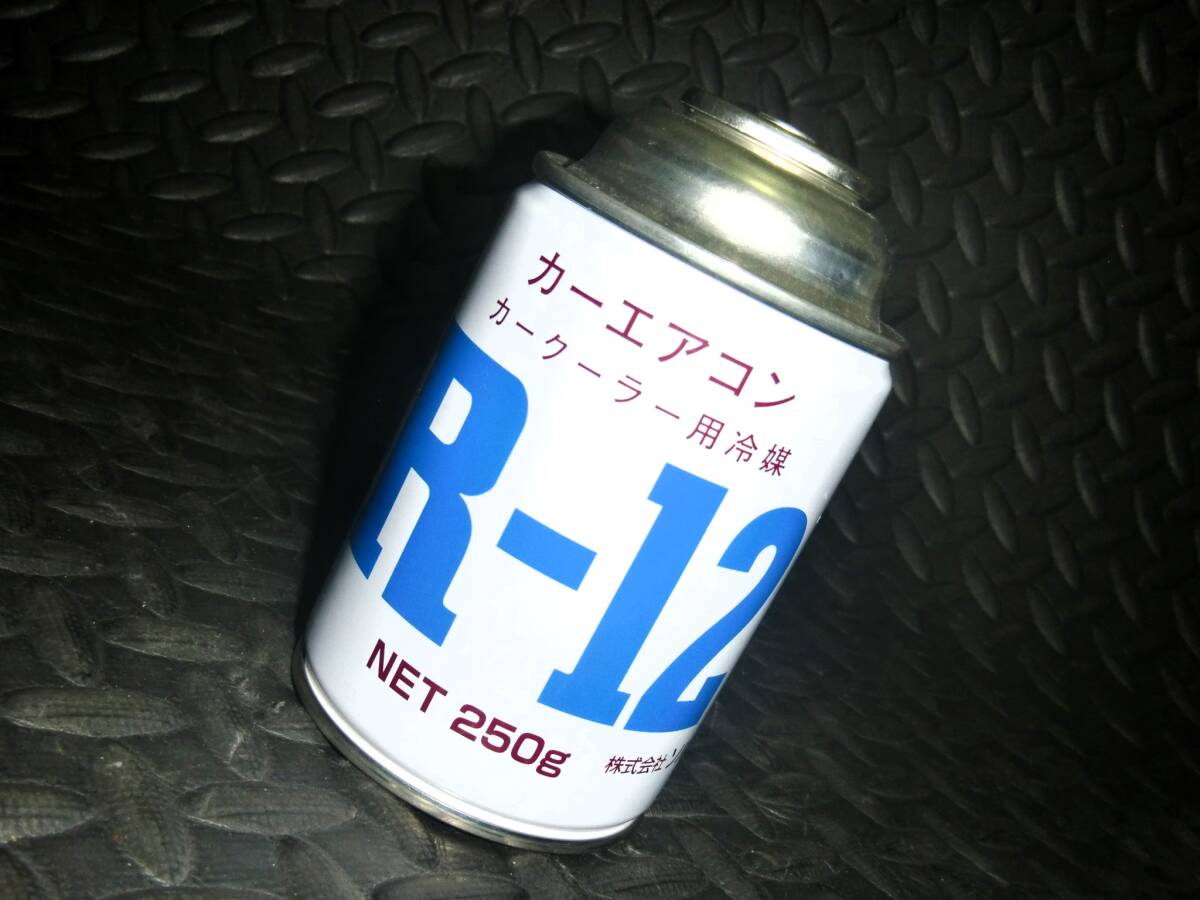 カーエアコン
カークーラー用冷媒
R-12
NET 250g
株式会社